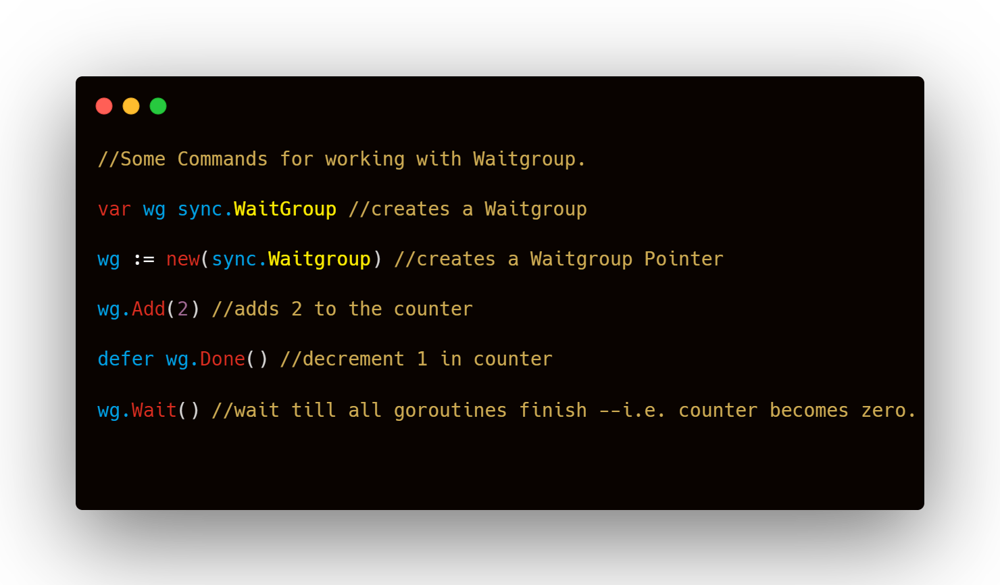 //Some Commands for working with Waitgroup.
var wg sync.WaitGroup //creates a Waitgroup
wg := new(sync.Waitgroup) //creates a Waitgroup Pointer
wg.Add(2) //adds 2 to the counter
defer wg.Done() //decrement 1 in counter
wg.Wait() //wait till all goroutines finish --i.e. counter becomes zero.